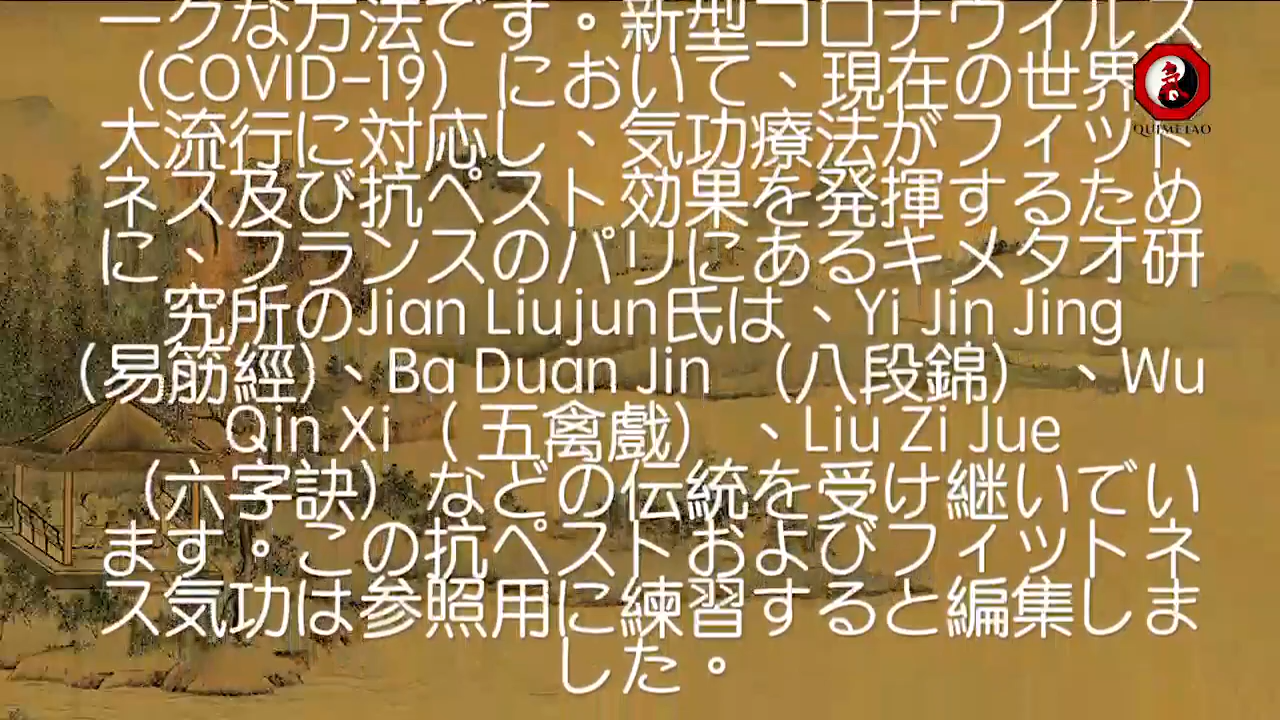 ークな方法です。新型コロナウイルス
（COVID-19）において、現在の世界
大流行に対応し、気功療法がフィット
ネス及び抗ペスト効果を発揮するため
に、フランスのパリにあるキメタオ研
究所のJian Liujun氏は、Yi Jin Jing
（易筋經）、Ba Duan Jin （八段錦） 、Wu
Qin Xi （ 五禽戲） 、Liu Zi Jue
（六字訣）などの伝統を受け継いでい
ます。この抗ペストおよびフィットネ
ス気功は参照用に練習すると編集しま
した。
QUIMETAO